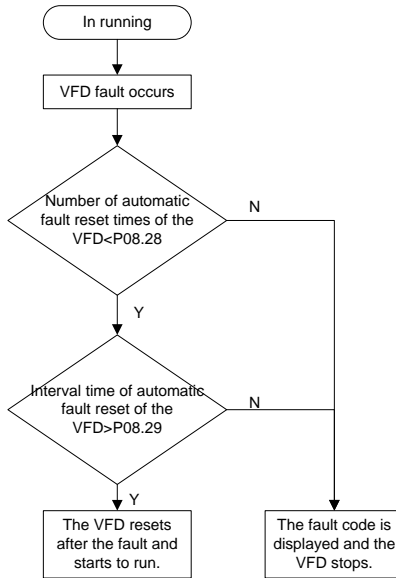 In running
VFD fault occurs
Number of automatic
fault reset times of the
VFD<P08.28
N
Y
Interval time of automatic
fault reset of the
VFD>P08.29
N
Y
The VFD resets
after the fault and
starts to run.
The fault code is
displayed and the
VFD stops.